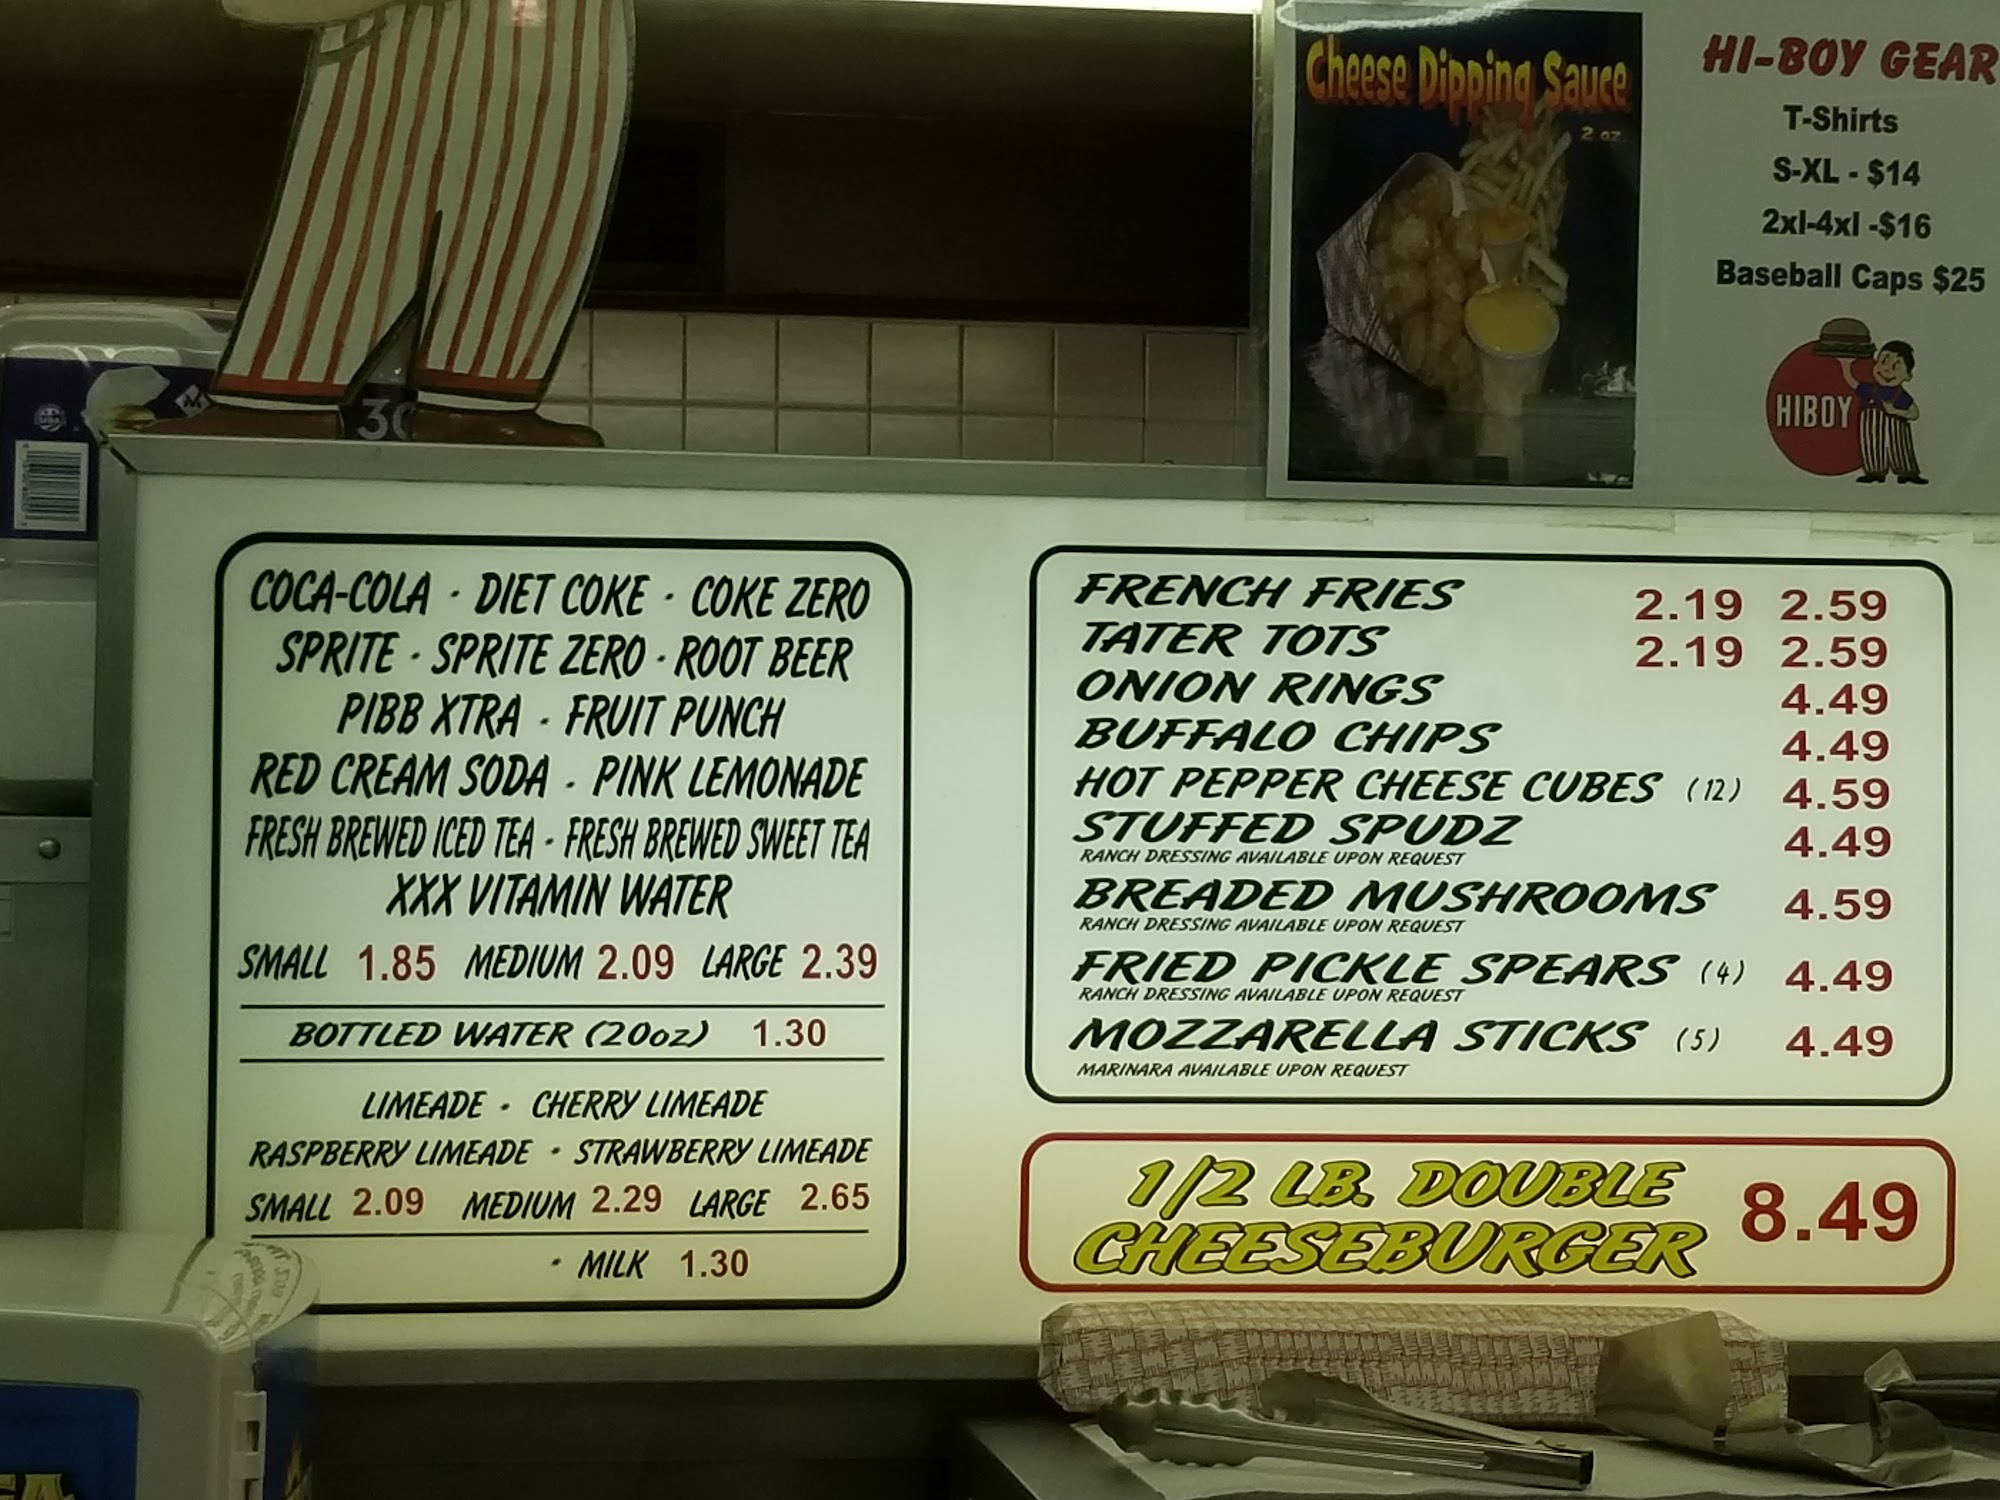 Cheese Dipping Sauce
2 oz.
HI-BOY GEAR
T-Shirts
S-XL - $14
2xl-4xl -$16
Baseball Caps $25
HIBOY
COCA-COLA · DIET COKE · COKE ZERO
SPRITE · SPRITE ZERO · ROOT BEER
PIBB XTRA · FRUIT PUNCH
RED CREAM SODA · PINK LEMONADE
FRESH BREWED ICED TEA · FRESH BREWED SWEET TEA
XXX VITAMIN WATER
SMALL 1.85 MEDIUM 2.09 LARGE 2.39
BOTTLED WATER (20oz) 1.30
LIMEADE · CHERRY LIMEADE
RASPBERRY LIMEADE · STRAWBERRY LIMEADE
SMALL 2.09 MEDIUM 2.29 LARGE 2.65
· MILK 1.30
FRENCH FRIES 2.19 2.59
TATER TOTS 2.19 2.59
ONION RINGS 4.49
BUFFALO CHIPS 4.49
HOT PEPPER CHEESE CUBES (12) 4.59
STUFFED SPUDZ 4.49
RANCH DRESSING AVAILABLE UPON REQUEST
BREADED MUSHROOMS 4.59
RANCH DRESSING AVAILABLE UPON REQUEST
FRIED PICKLE SPEARS (4) 4.49
RANCH DRESSING AVAILABLE UPON REQUEST
MOZZARELLA STICKS (5) 4.49
MARINARA AVAILABLE UPON REQUEST
1/2 LB. DOUBLE
CHEESEBURGER 8.49